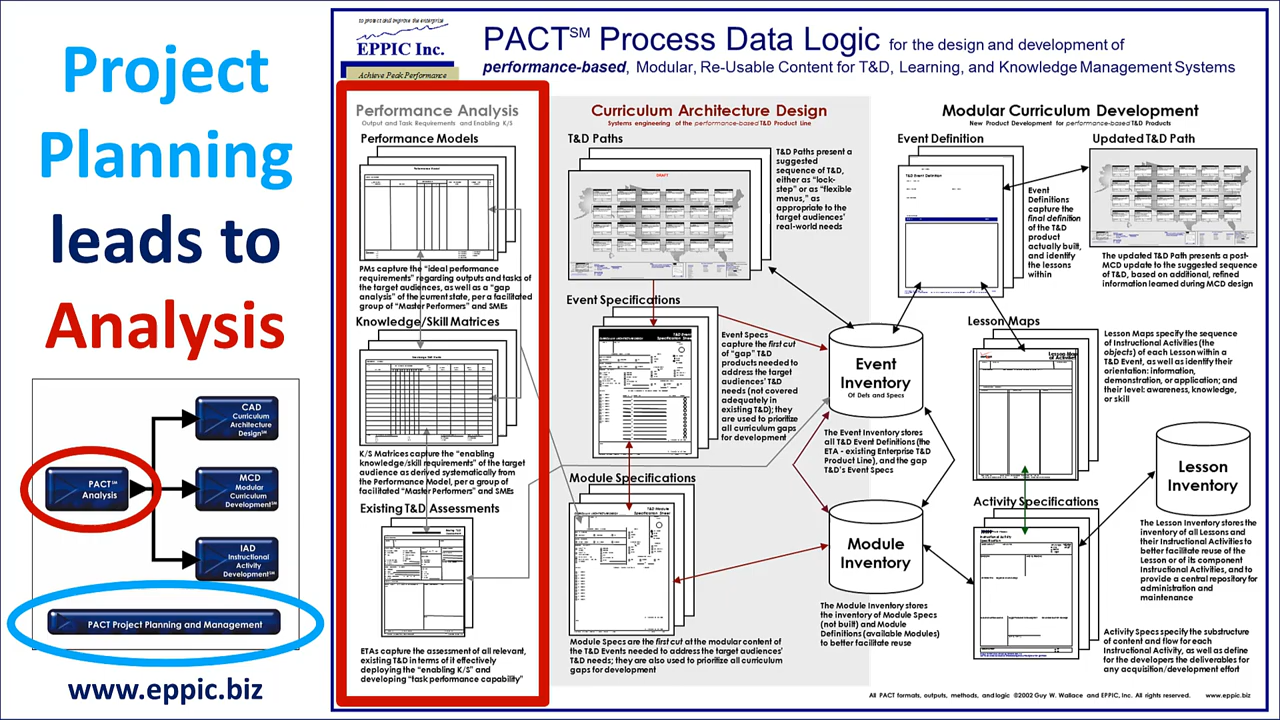 Project
Planning
leads to
Analysis
CAD
Curriculum
Architecture
Design℠
PACT℠
Analysis
MCD
Modular
Curriculum
Development℠
IAD
Instructional
Activity
Development℠
PACT Project Planning and Management
www.eppic.biz
to protect and improve the enterprise
EPPIC Inc.
Achieve Peak Performance
PACT℠ Process Data Logic for the design and development of
performance-based, Modular, Re-Usable Content for T&D, Learning, and Knowledge Management Systems
Performance Analysis
Output and Task Requirements and Enabling K/S
Performance Models
PMs capture the “ideal performance
requirements” regarding outputs and tasks of
the target audiences, as well as a “gap
analysis” of the current state, per a facilitated
group of “Master Performers” and SMEs
Knowledge/Skill Matrices
K/S Matrices capture the “enabling
knowledge/skill requirements” of the target
audience as derived systematically from
the Performance Model, per a group of
facilitated “Master Performers” and SMEs
Existing T&D Assessments
ETAs capture the assessment of all relevant,
existing T&D in terms of it effectively
deploying the “enabling K/S” and
developing “task performance capability”
Curriculum Architecture Design
Systems engineering of the performance-based T&D Product Line
T&D Paths
DRAFT
T&D Paths present a
suggested
sequence of T&D,
either as “lock-
step” or as “flexible
menus,” as
appropriate to the
target audiences’
real-world needs
Event Specifications
T&D Event
Specification Sheet
Event Specs
capture the first cut
of “gap” T&D
products needed to
address the target
audiences’ T&D
needs (not covered
adequately in
existing T&D); they
are used to prioritize
all curriculum gaps
for development
Module Specifications
T&D Module
Specification Sheet
Module Specs are the first cut at the modular content of
the T&D Events needed to address the target audiences’
T&D needs; they are also used to prioritize all curriculum
gaps for development
Event
Inventory
Of Defs and Specs
The Event Inventory stores
all T&D Event Definitions (the
ETA - existing Enterprise T&D
Product Line), and the gap
T&D’s Event Specs
Module
Inventory
The Module Inventory stores
the inventory of Module Specs
(not built) and Module
Definitions (available Modules)
to better facilitate reuse
Modular Curriculum Development
New Product Development for performance-based T&D Products
Event Definition
T&D Event Definition
Event
Definitions
capture the
final definition
of the T&D
product
actually built,
and identify
the lessons
within
Updated T&D Path
The updated T&D Path presents a post-
MCD update to the suggested sequence
of T&D, based on additional, refined
information learned during MCD design
Lesson Maps
Lesson Map
Lesson Maps specify the sequence
of Instructional Activities (the
objects) of each Lesson within a
T&D Event, as well as identify their
orientation: information,
demonstration, or application; and
their level: awareness, knowledge,
or skill
Lesson
Inventory
The Lesson Inventory stores the
inventory of all Lessons and
their Instructional Activities to
better facilitate reuse of the
Lesson or of its component
Instructional Activities, and to
provide a central repository for
administration and
maintenance
Activity Specifications
Activity Specs specify the substructure
of content and flow for each
Instructional Activity, as well as define
for the developers the deliverables for
any acquisition/development effort
All PACT formats, outputs, methods, and logic ©2002 Guy W. Wallace and EPPIC, Inc. All rights reserved. www.eppic.biz